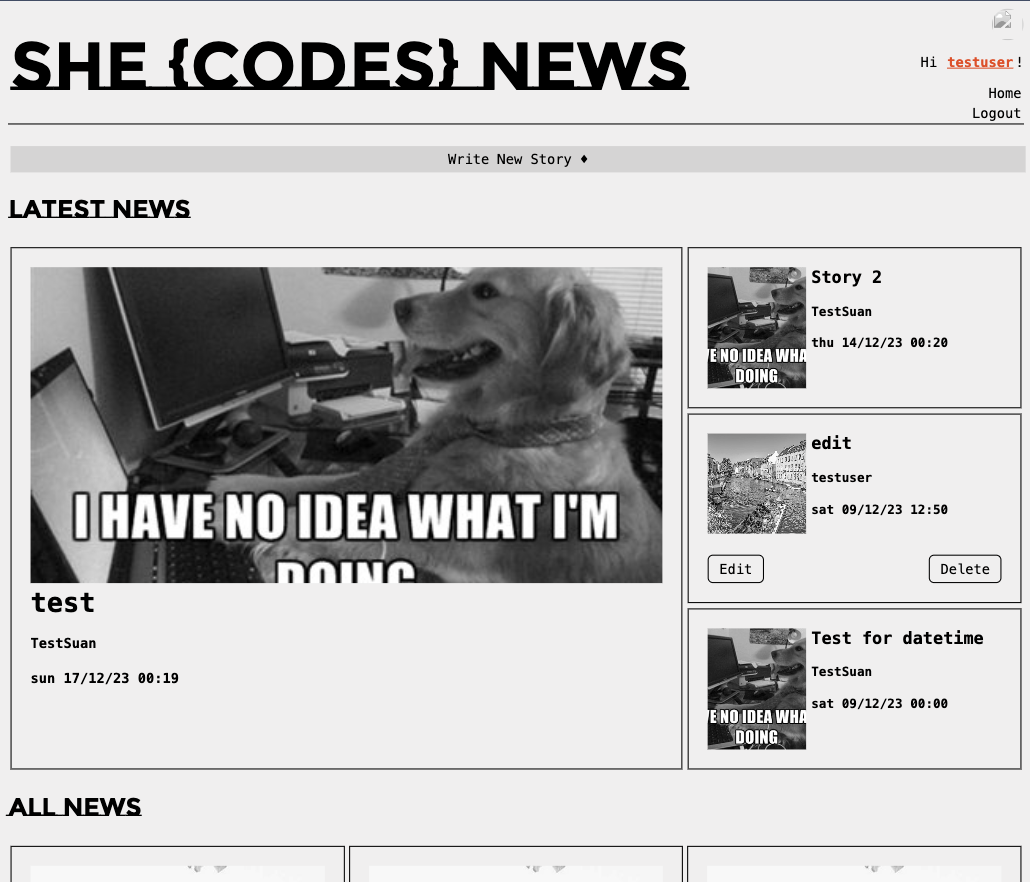 SHE {CODES} NEWS
Hi testuser!
Home
Logout
Write New Story ♦
LATEST NEWS
I HAVE NO IDEA WHAT I'M
DOING
test
TestSuan
sun 17/12/23 00:19
Story 2
TestSuan
thu 14/12/23 00:20
VE NO IDEA WHA
DOING
edit
testuser
sat 09/12/23 12:50
Edit
Delete
Test for datetime
TestSuan
sat 09/12/23 00:00
VE NO IDEA WHA
DOING
ALL NEWS